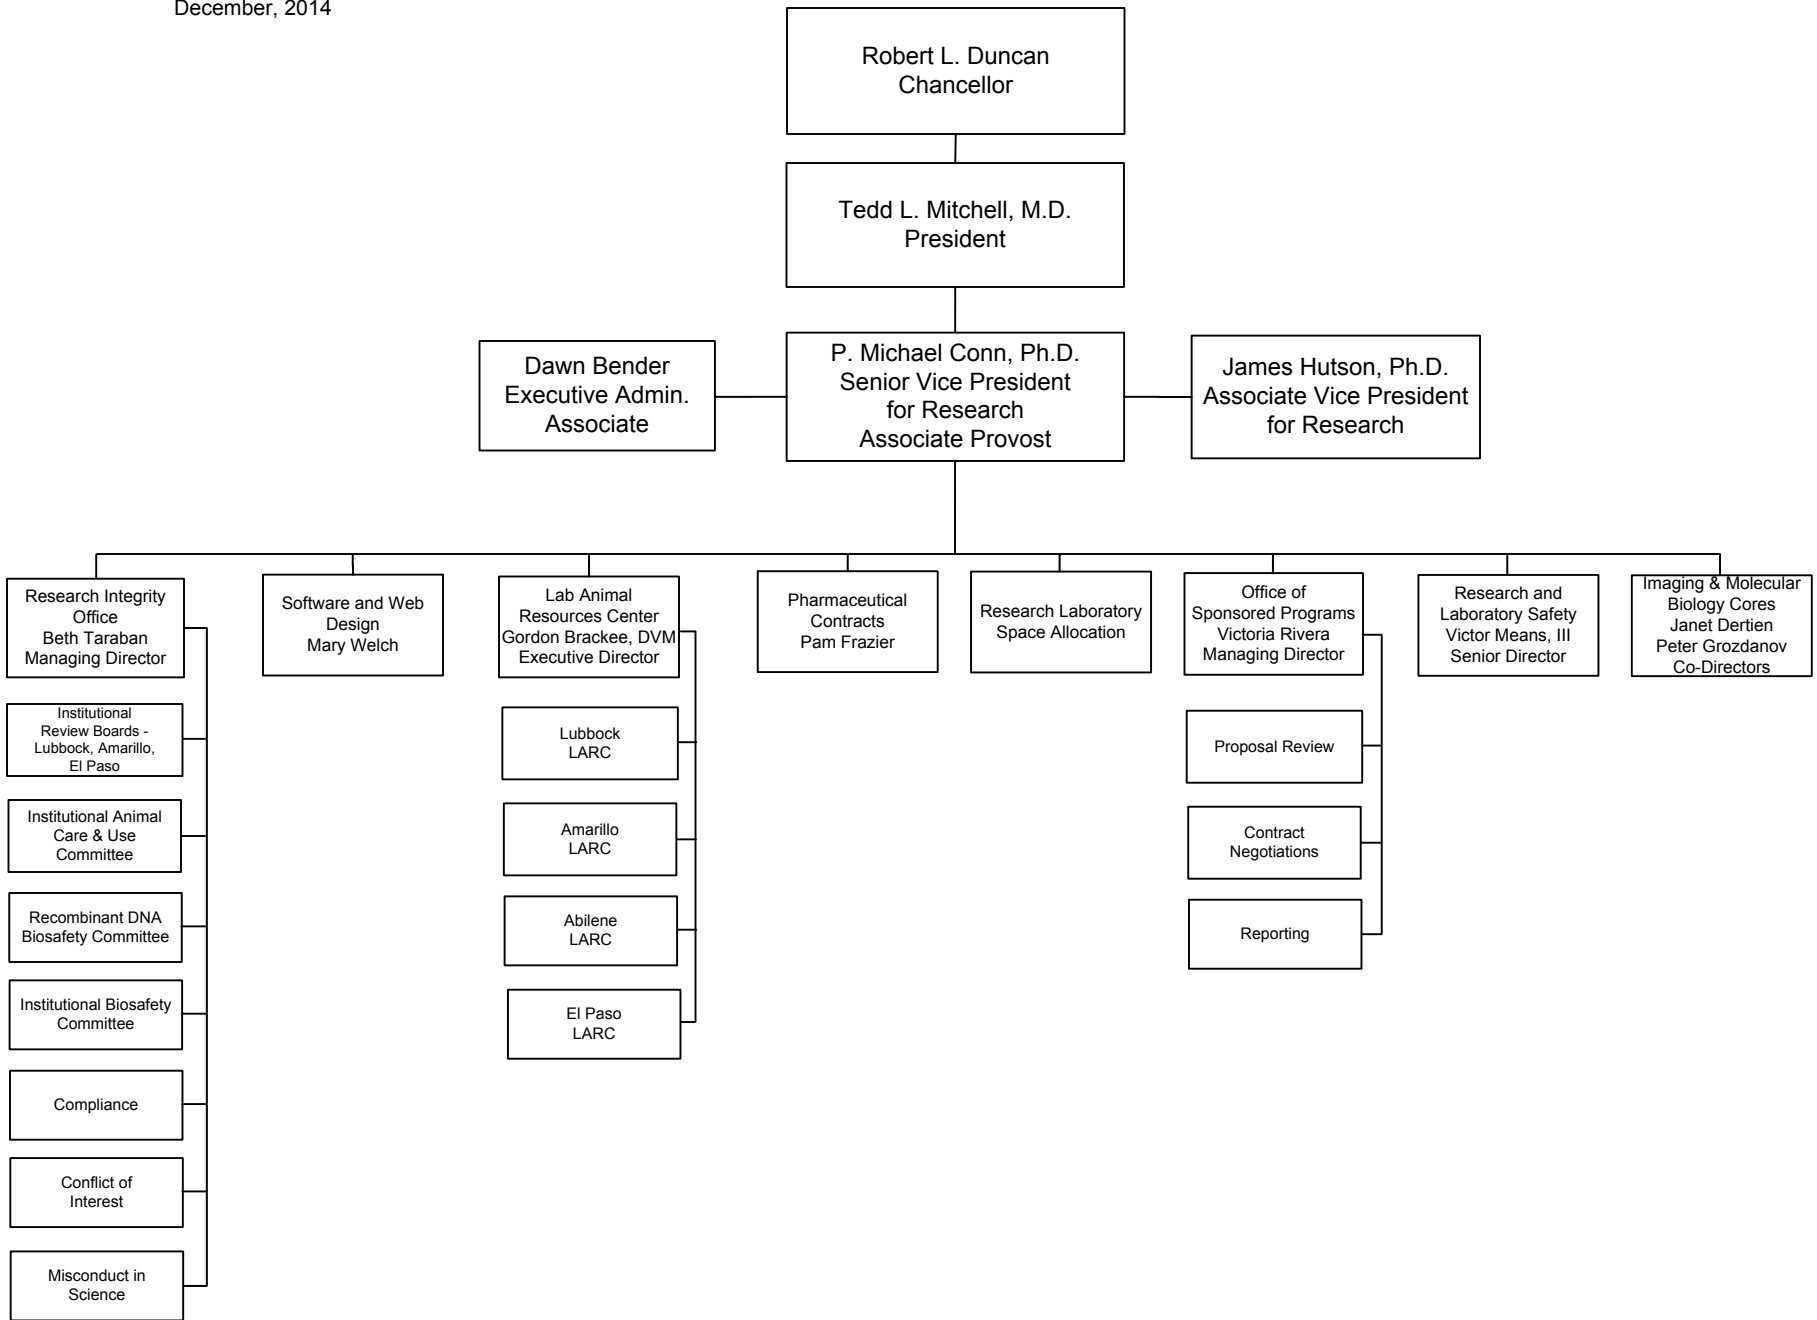 December, 2014
Robert L. Duncan
Chancellor
Tedd L. Mitchell, M.D.
President
Dawn Bender
Executive Admin.
Associate
P. Michael Conn, Ph.D.
Senior Vice President
for Research
Associate Provost
James Hutson, Ph.D.
Associate Vice President
for Research
Research Integrity
Office
Beth Taraban
Managing Director
Software and Web
Design
Mary Welch
Lab Animal
Resources Center
Gordon Brackee, DVM
Executive Director
Pharmaceutical
Contracts
Pam Frazier
Research Laboratory
Space Allocation
Office of
Sponsored Programs
Victoria Rivera
Managing Director
Research and
Laboratory Safety
Victor Means, III
Senior Director
Imaging & Molecular
Biology Cores
Janet Dertien
Peter Grozdanov
Co-Directors
Institutional
Review Boards -
Lubbock, Amarillo,
El Paso
Institutional Animal
Care & Use
Committee
Recombinant DNA
Biosafety Committee
Institutional Biosafety
Committee
Compliance
Conflict of
Interest
Misconduct in
Science
Lubbock
LARC
Amarillo
LARC
Abilene
LARC
El Paso
LARC
Proposal Review
Contract
Negotiations
Reporting